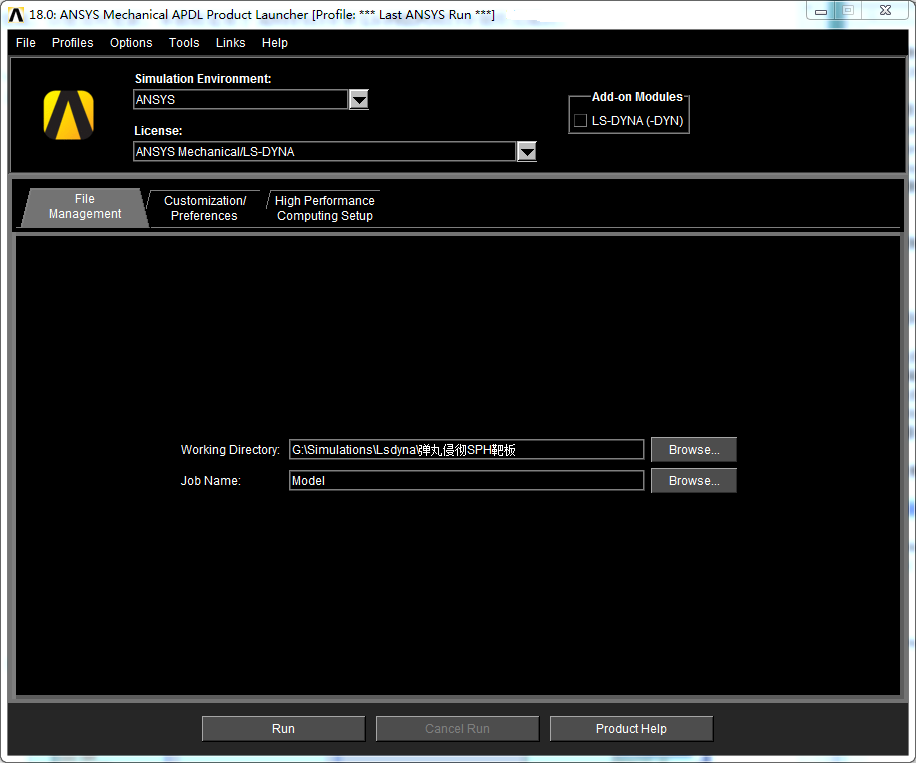 18.0: ANSYS Mechanical APDL Product Launcher [Profile: *** Last ANSYS Run ***]
File Profiles Options Tools Links Help
Simulation Environment:
ANSYS
License:
ANSYS Mechanical/LS-DYNA
Add-on Modules
LS-DYNA (-DYN)
File
Management
Customization/
Preferences
High Performance
Computing Setup
Working Directory: G:\Simulations\Lsdyna\弹丸侵彻SPH靶板 Browse...
Job Name: Model Browse...
Run Cancel Run Product Help